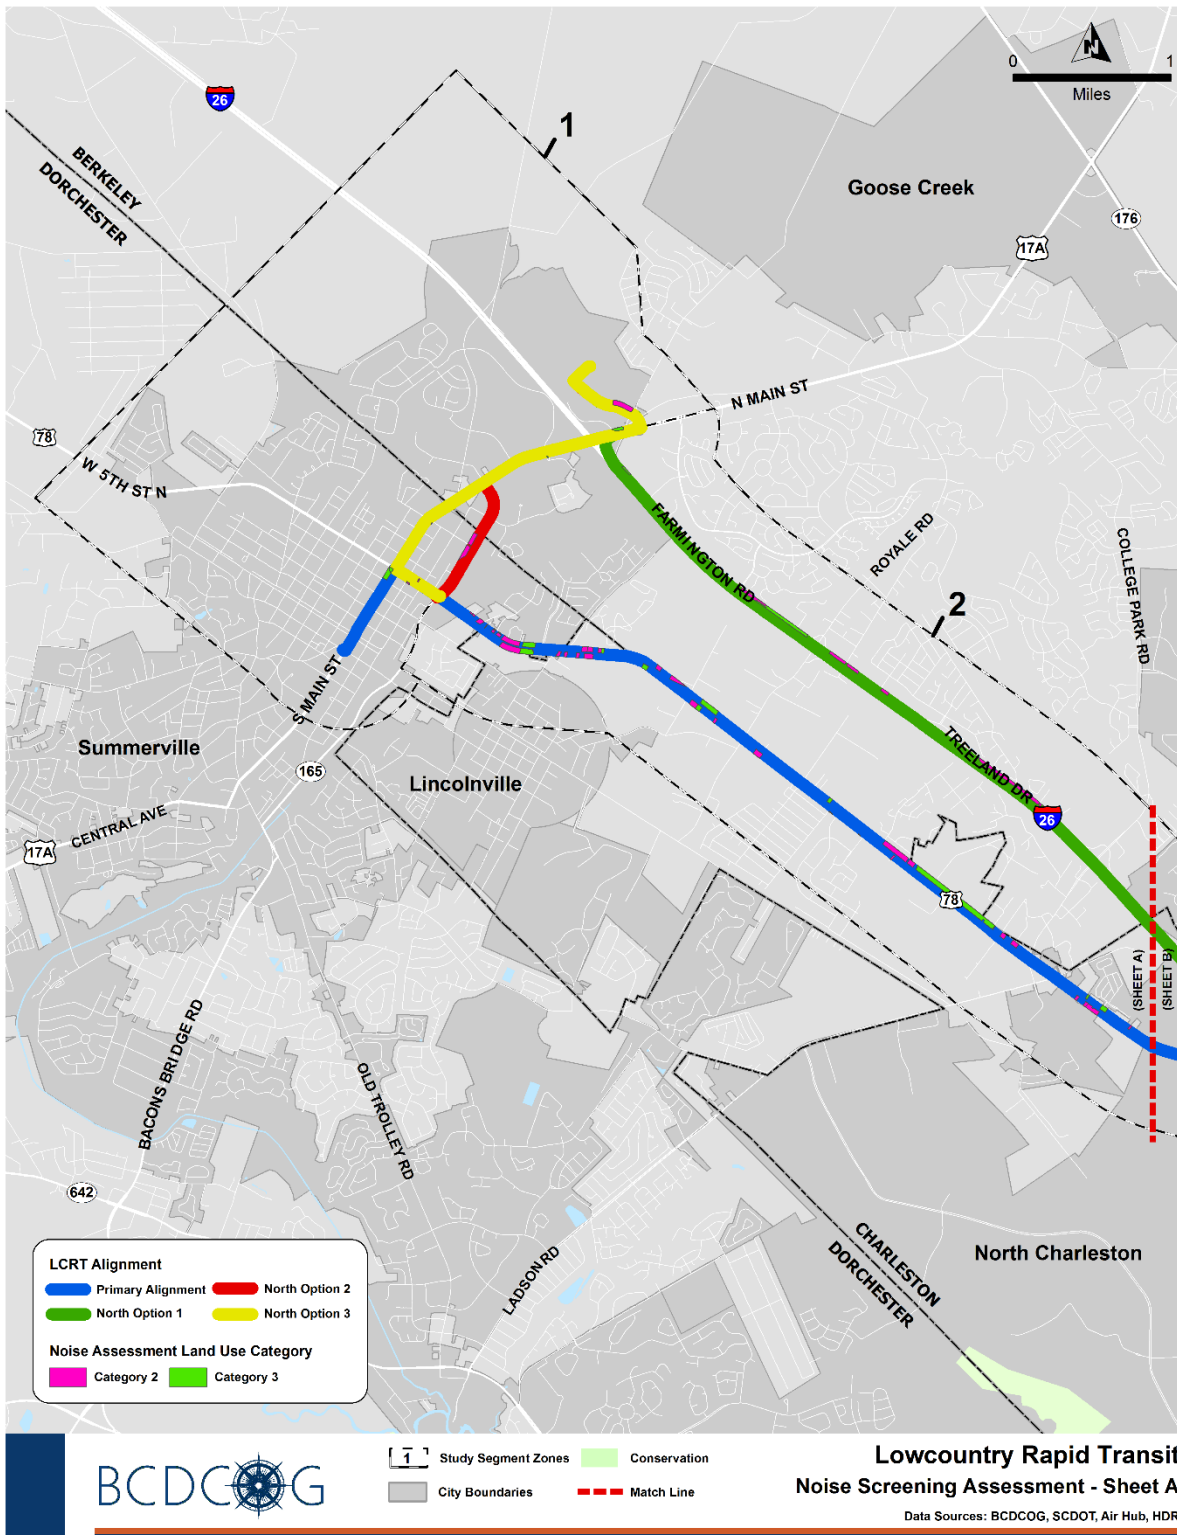 N
0 1
Miles
26
1
BERKELEY
DORCHESTER
Goose Creek
176
17A
N MAIN ST
78
W 5TH ST N
FARMINGTON RD
ROYALE RD
COLLEGE PARK RD
2
S MAIN ST
TREELAND DR
Summerville
165
Lincolnville
26
CENTRAL AVE
17A
78
(SHEET A)
(SHEET B)
BACONS BRIDGE RD
OLD TROLLEY RD
642
LADSON RD
CHARLESTON
DORCHESTER
North Charleston
LCRT Alignment
Primary Alignment North Option 2
North Option 1 North Option 3
Noise Assessment Land Use Category
Category 2 Category 3
BCDCOG
1 Study Segment Zones Conservation
City Boundaries Match Line
Lowcountry Rapid Transit
Noise Screening Assessment - Sheet A
Data Sources: BCDCOG, SCDOT, Air Hub, HDR